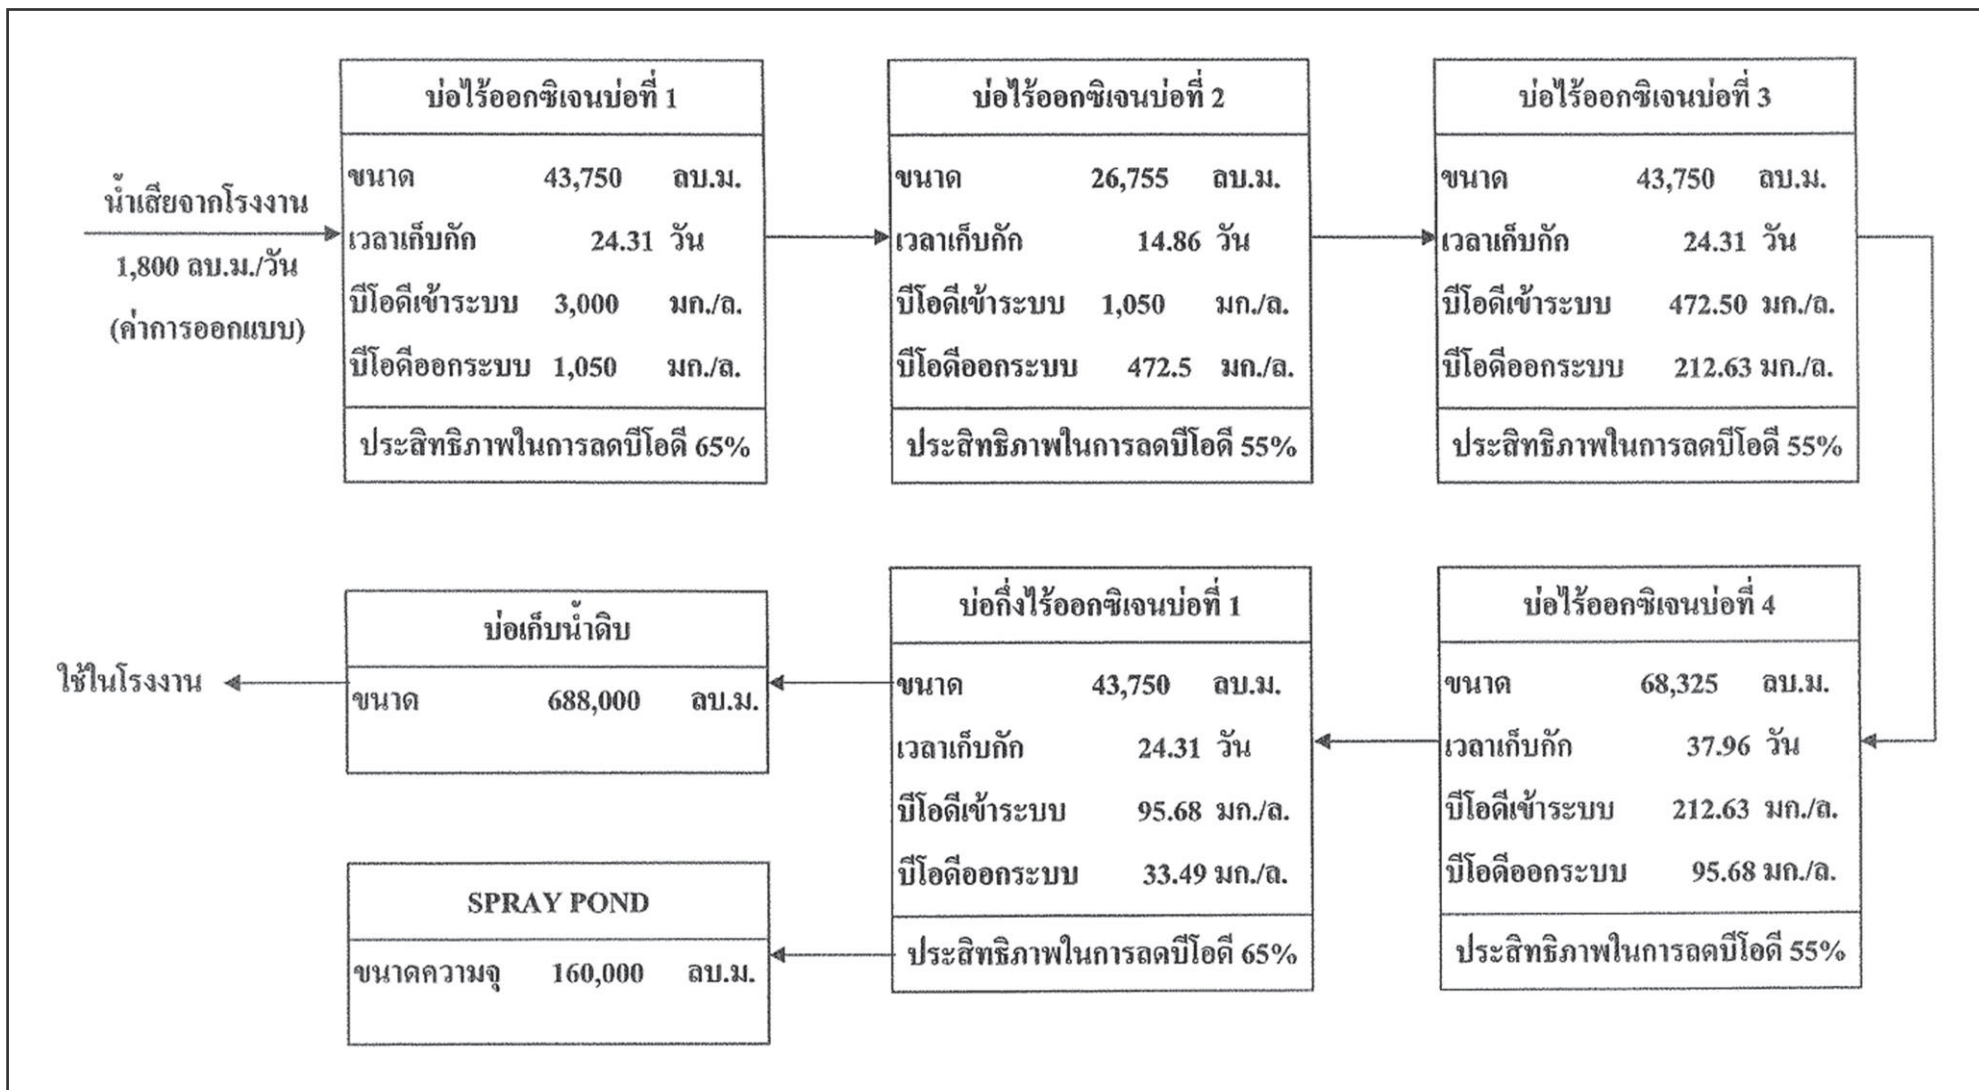 น้ำเสียจากโรงงาน
1,800 ลบ.ม./วัน
(ค่าการออกแบบ)
บ่อไร้ออกซิเจนบ่อที่ 1
ขนาด 43,750 ลบ.ม.
เวลาเก็บกัก 24.31 วัน
บีโอดีเข้าระบบ 3,000 มก./ล.
บีโอดีออกระบบ 1,050 มก./ล.
ประสิทธิภาพในการลดบีโอดี 65%
บ่อไร้ออกซิเจนบ่อที่ 2
ขนาด 26,755 ลบ.ม.
เวลาเก็บกัก 14.86 วัน
บีโอดีเข้าระบบ 1,050 มก./ล.
บีโอดีออกระบบ 472.5 มก./ล.
ประสิทธิภาพในการลดบีโอดี 55%
บ่อไร้ออกซิเจนบ่อที่ 3
ขนาด 43,750 ลบ.ม.
เวลาเก็บกัก 24.31 วัน
บีโอดีเข้าระบบ 472.50 มก./ล.
บีโอดีออกระบบ 212.63 มก./ล.
ประสิทธิภาพในการลดบีโอดี 55%
บ่อไร้ออกซิเจนบ่อที่ 4
ขนาด 68,325 ลบ.ม.
เวลาเก็บกัก 37.96 วัน
บีโอดีเข้าระบบ 212.63 มก./ล.
บีโอดีออกระบบ 95.68 มก./ล.
ประสิทธิภาพในการลดบีโอดี 55%
บ่อกึ่งไร้ออกซิเจนบ่อที่ 1
ขนาด 43,750 ลบ.ม.
เวลาเก็บกัก 24.31 วัน
บีโอดีเข้าระบบ 95.68 มก./ล.
บีโอดีออกระบบ 33.49 มก./ล.
ประสิทธิภาพในการลดบีโอดี 65%
บ่อเก็บน้ำดิบ
ขนาด 688,000 ลบ.ม.
ใช้ในโรงงาน
SPRAY POND
ขนาดความจุ 160,000 ลบ.ม.